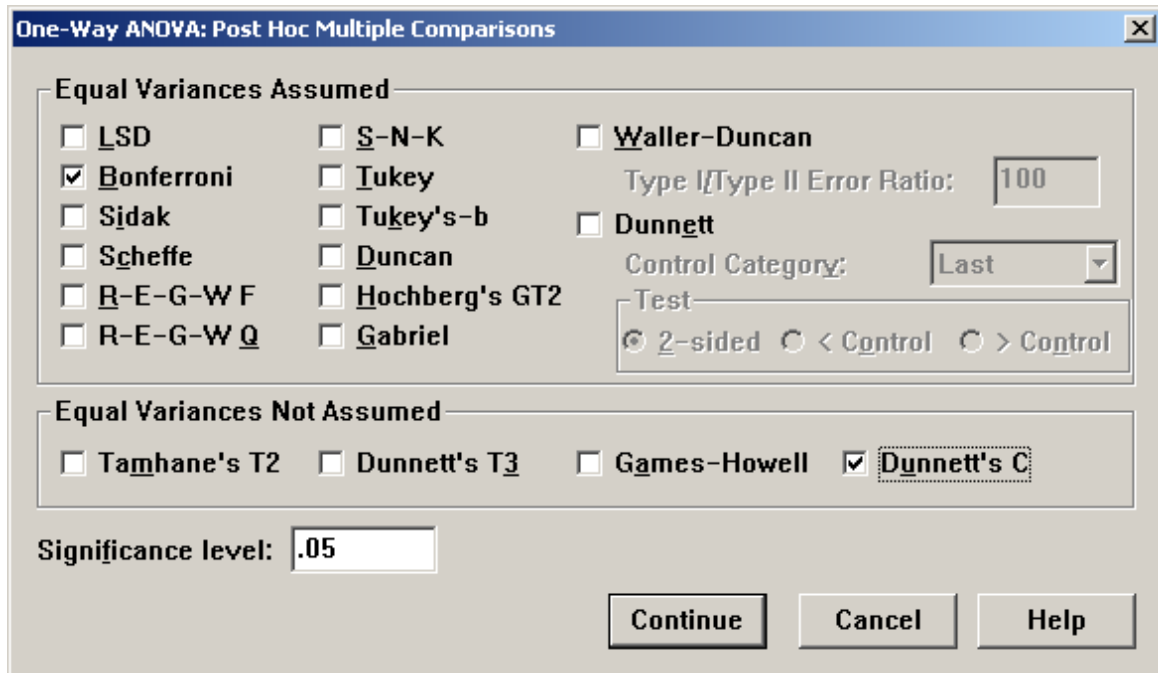 One-Way ANOVA: Post Hoc Multiple Comparisons
Equal Variances Assumed
LSD
Bonferroni
Sidak
Scheffe
R-E-G-W F
R-E-G-W Q
S-N-K
Tukey
Tukey's-b
Duncan
Hochberg's GT2
Gabriel
Waller-Duncan
Type I/Type II Error Ratio: 100
Dunnett
Control Category: Last
Test
2-sided < Control > Control
Equal Variances Not Assumed
Tamhane's T2 Dunnett's T3 Games-Howell Dunnett's C
Significance level: .05
Continue Cancel Help